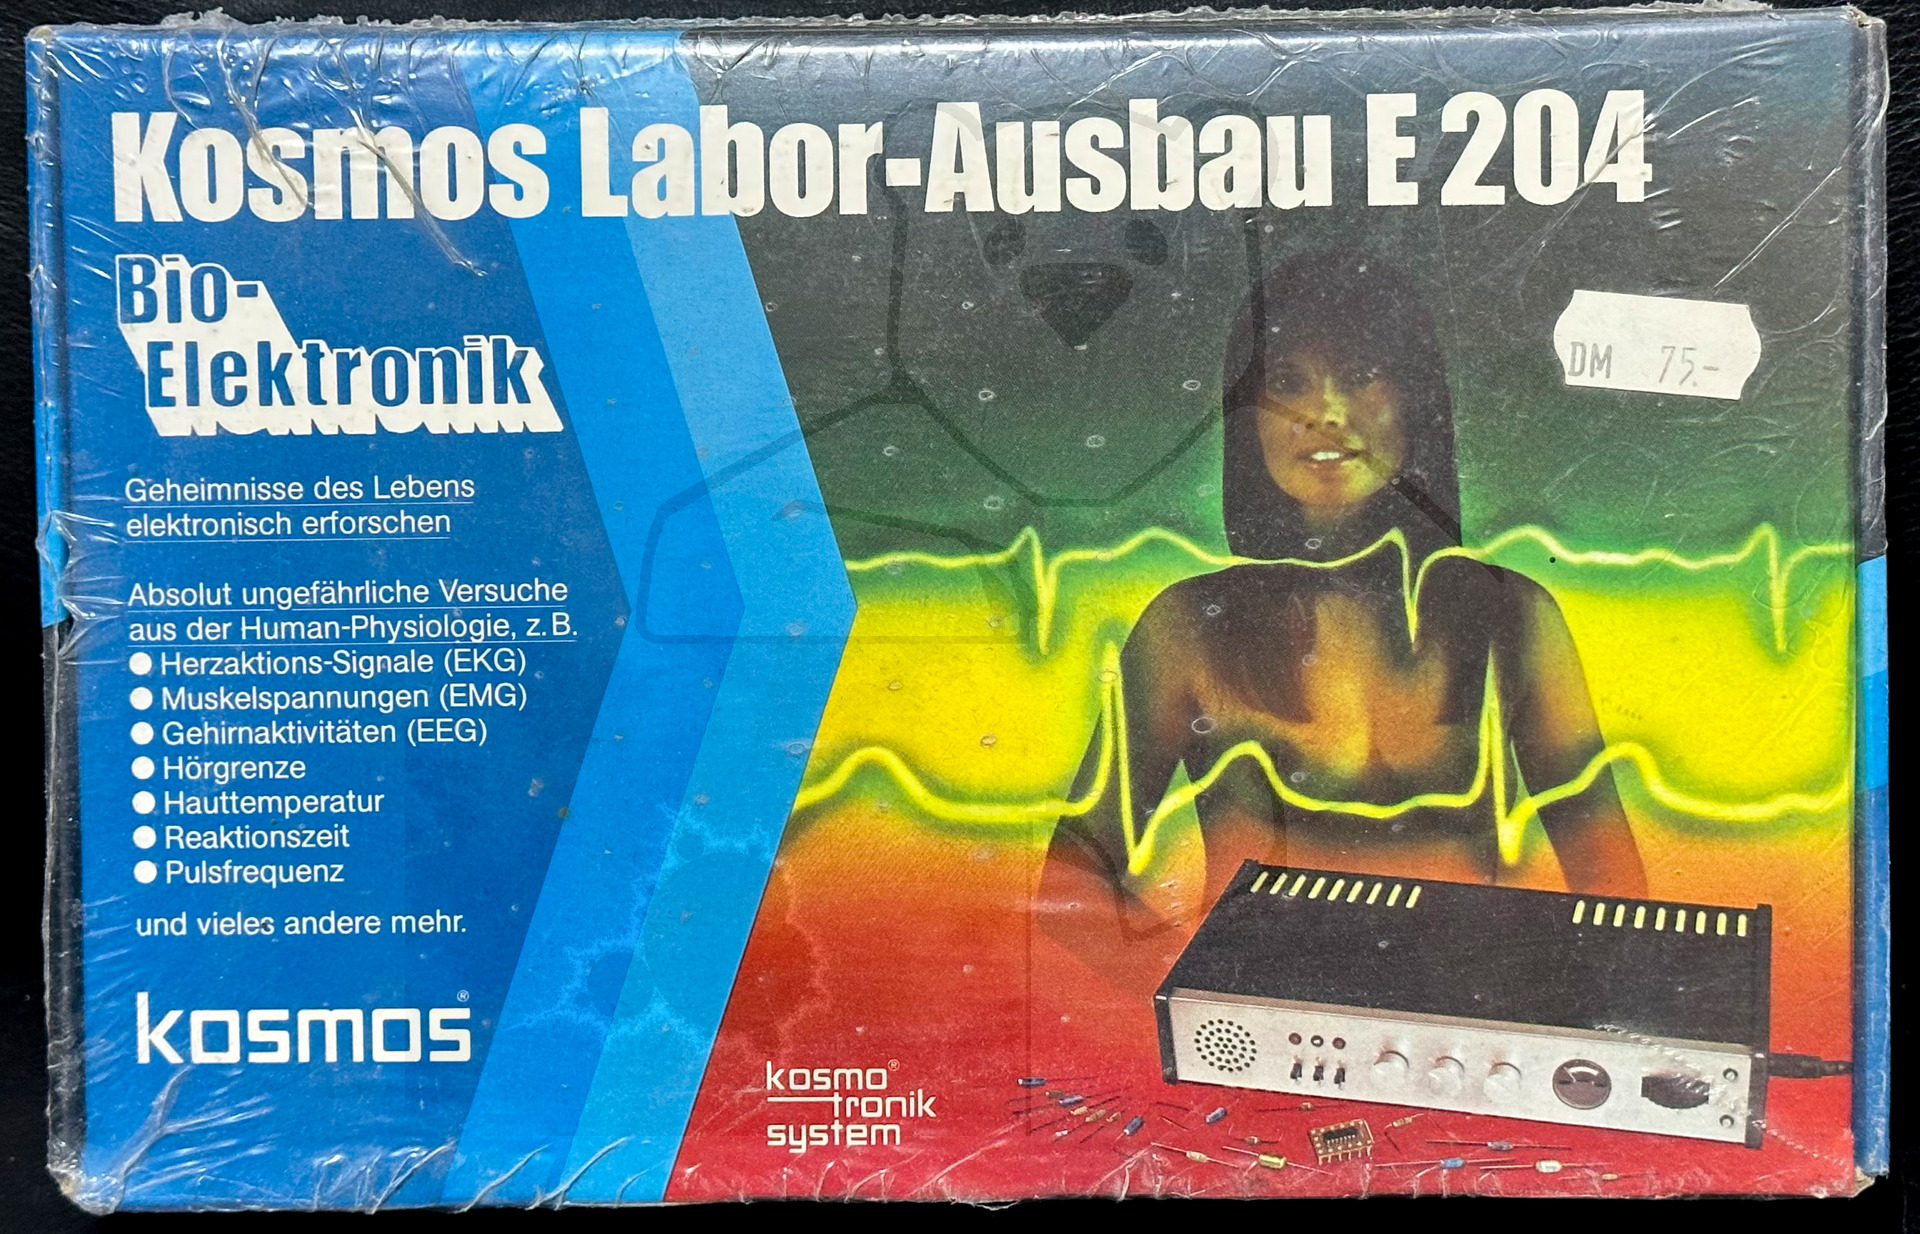 Kosmos Labor-Ausbau E 204
Bio-
Elektronik
DM 75.-
Geheimnisse des Lebens
elektronisch erforschen
Absolut ungefährliche Versuche
aus der Human-Physiologie, z. B.
● Herzaktions-Signale (EKG)
● Muskelspannungen (EMG)
● Gehirnaktivitäten (EEG)
● Hörgrenze
● Hauttemperatur
● Reaktionszeit
● Pulsfrequenz
und vieles andere mehr.
kosmos®
kosmo®
tronik
system